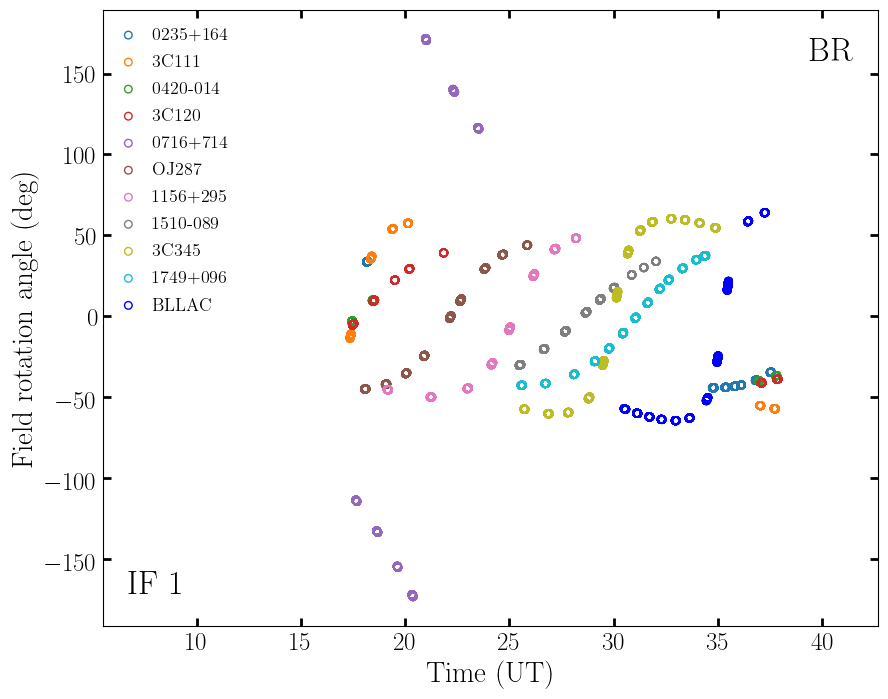 0235+164
3C111
0420-014
3C120
0716+714
OJ287
1156+295
1510-089
3C345
1749+096
BLLAC
BR
IF 1
Field rotation angle (deg)
150
100
50
0
−50
−100
−150
10 15 20 25 30 35 40
Time (UT)